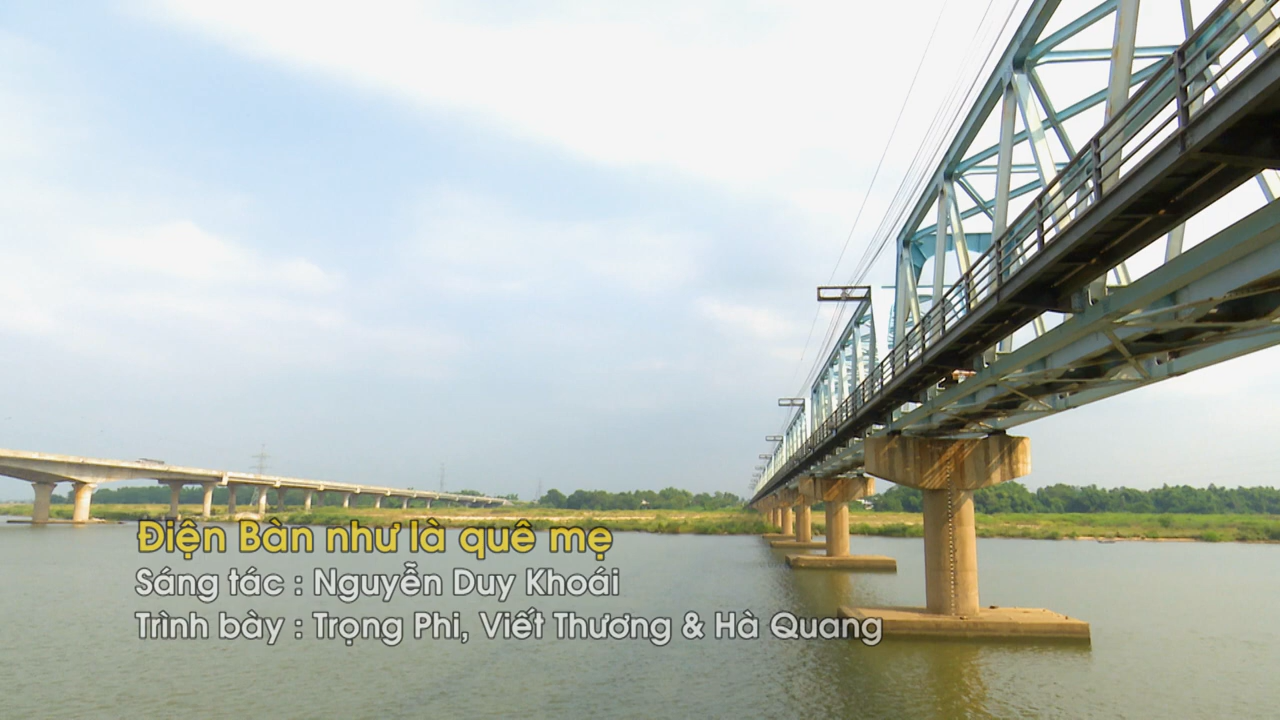 Điện Bàn như là quê mẹ
Sáng tác : Nguyễn Duy Khoái
Trình bày : Trọng Phi, Viết Thương & Hà Quang